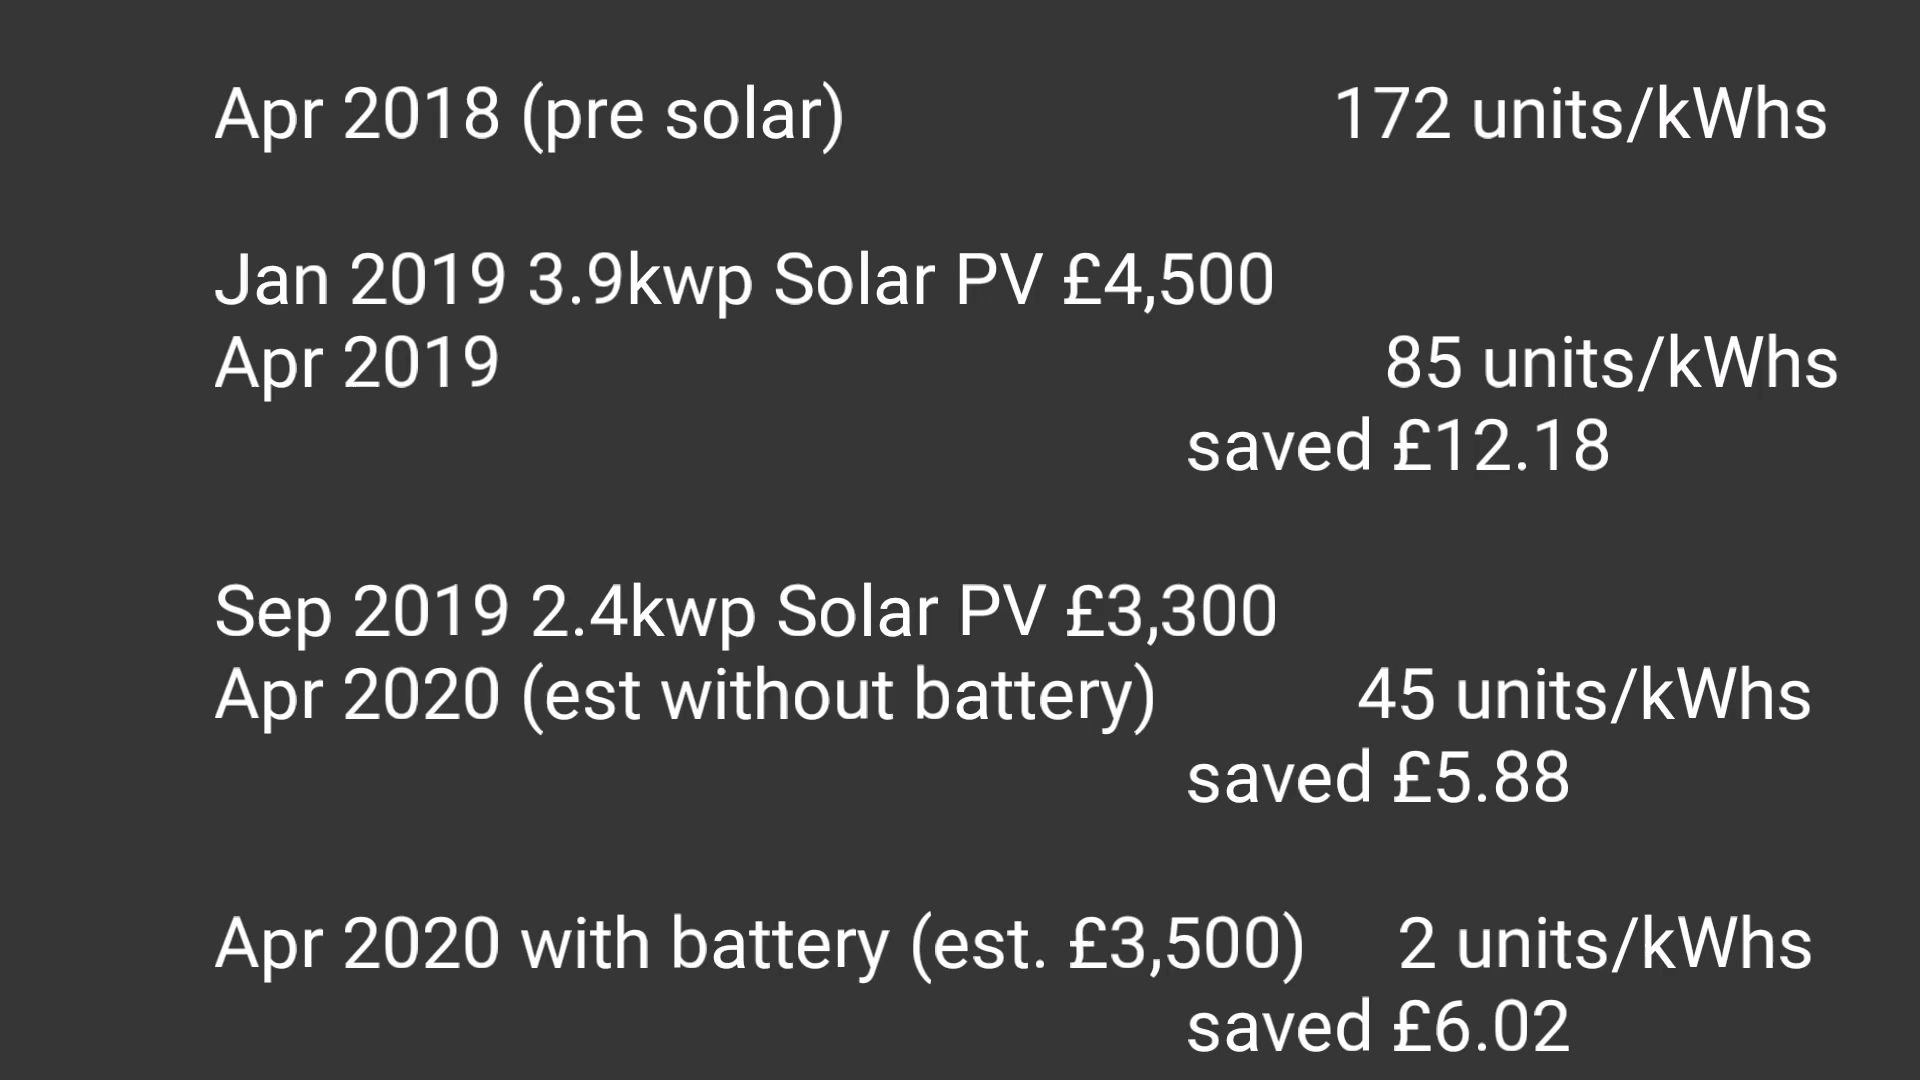 Apr 2018 (pre solar) 172 units/kWhs
Jan 2019 3.9kwp Solar PV £4,500
Apr 2019 85 units/kWhs
saved £12.18
Sep 2019 2.4kwp Solar PV £3,300
Apr 2020 (est without battery) 45 units/kWhs
saved £5.88
Apr 2020 with battery (est. £3,500) 2 units/kWhs
saved £6.02